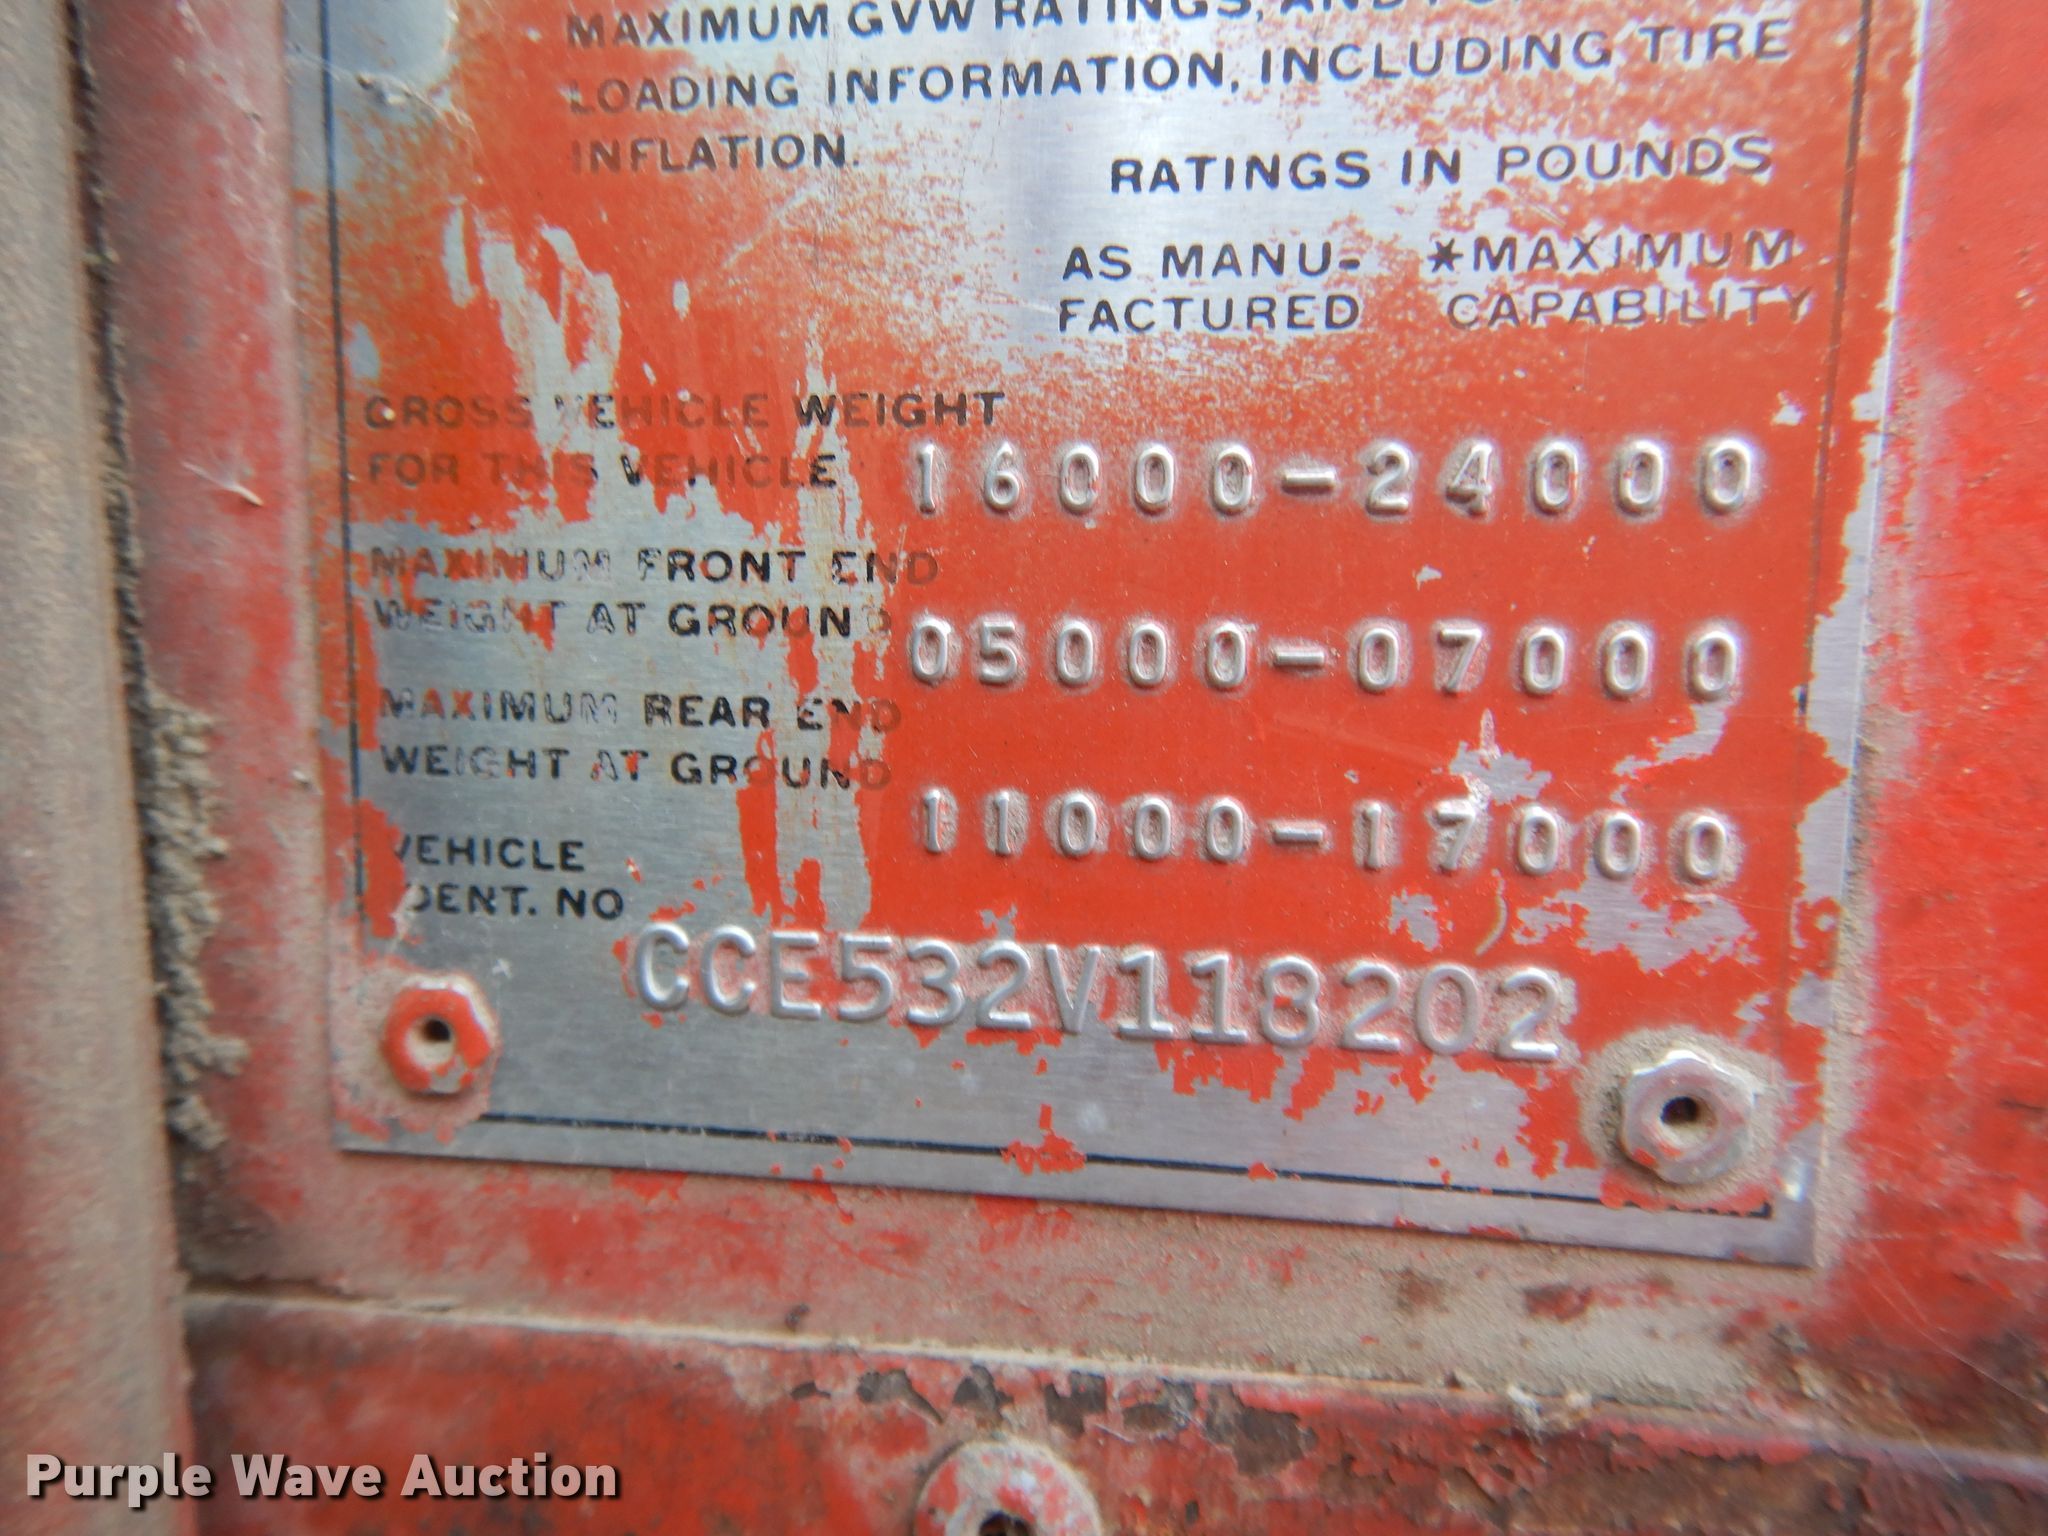 MAXIMUM GVW RATINGS, AND
LOADING INFORMATION, INCLUDING TIRE
INFLATION.
RATINGS IN POUNDS
AS MANU- *MAXIMUM
FACTURED CAPABILITY
GROSS VEHICLE WEIGHT
FOR THIS VEHICLE 16000-24000
MAXIMUM FRONT END
WEIGHT AT GROUND 05000-07000
MAXIMUM REAR END
WEIGHT AT GROUND 11000-17000
VEHICLE
IDENT. NO
CCE532V118202
Purple Wave Auction